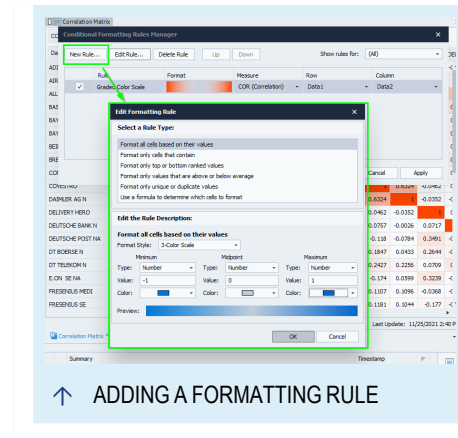 Correlation Matrix
Conditional Formatting Rules Manager
New Rule... Edit Rule... Delete Rule Up Down Show rules for: (All)
Rule Format Measure Row Column
Graded Color Scale COR (Correlation) Data1 Data2
Edit Formatting Rule
Select a Rule Type:
Format all cells based on their values
Format only cells that contain
Format only top or bottom ranked values
Format only values that are above or below average
Format only unique or duplicate values
Use a formula to determine which cells to format
Cancel Apply
Edit the Rule Description:
Format all cells based on their values
Format Style: 3-Color Scale
Minimum Midpoint Maximum
Type: Number Type: Number Type: Number
Value: -1 Value: 0 Value: 1
Color: Color: Color:
Preview:
OK Cancel
COVESTRO 1 0.6324 -0.0462
DAIMLER AG N 0.6324 1 -0.0352
DELIVERY HERO 0.0462 -0.0352 1
DEUTSCHE BANK N 0.0757 -0.0026 0.0717
DEUTSCHE POST NA -0.118 -0.0784 0.3491
DT BOERSE N 0.1847 0.0433 0.2644
DT TELEKOM N 0.2427 0.2256 0.0709
E.ON SE NA -0.174 0.0599 0.3239
FRESENIUS MEDI 0.1107 0.1096 -0.0368
FRESENIUS SE 0.1181 0.1044 -0.177
Last Update: 11/25/2021 2:40 P
Correlation Matrix
Summary Timestamp
↑ ADDING A FORMATTING RULE